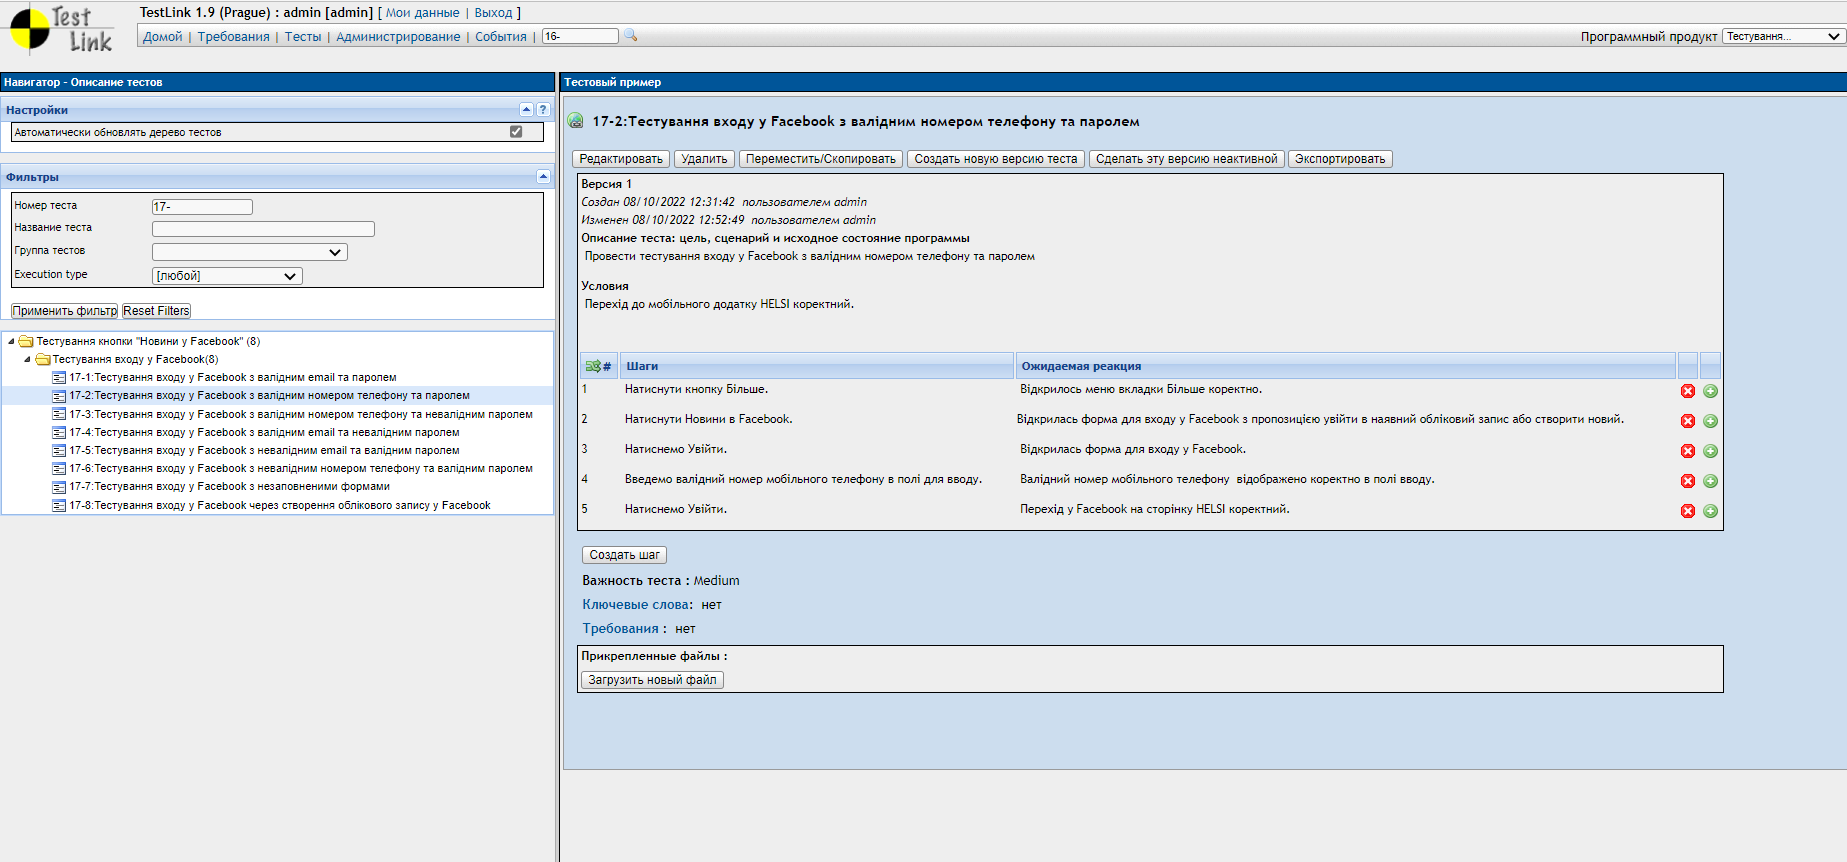 Test Link
TestLink 1.9 (Prague) : admin [admin] [ Мои данные | Выход ]
Домой | Требования | Тесты | Администрирование | События | 16-
Программный продукт Тестування...
Навигатор - Описание тестов
Настройки
?
Автоматически обновлять дерево тестов
Фильтры
Номер теста 17-
Название теста
Группа тестов
Execution type [любой]
Применить фильтр Reset Filters
Тестування кнопки "Новини у Facebook" (8)
Тестування входу у Facebook(8)
17-1:Тестування входу у Facebook з валідним email та паролем
17-2:Тестування входу у Facebook з валідним номером телефону та паролем
17-3:Тестування входу у Facebook з валідним номером телефону та невалідним паролем
17-4:Тестування входу у Facebook з валідним email та невалідним паролем
17-5:Тестування входу у Facebook з невалідним email та валідним паролем
17-6:Тестування входу у Facebook з невалідним номером телефону та валідним паролем
17-7:Тестування входу у Facebook з незаповненими формами
17-8:Тестування входу у Facebook через створення облікового запису у Facebook
Тестовый пример
17-2:Тестування входу у Facebook з валідним номером телефону та паролем
Редактировать Удалить Переместить/Скопировать Создать новую версию теста Сделать эту версию неактивной Экспортировать
Версия 1
Создан 08/10/2022 12:31:42 пользователем admin
Изменен 08/10/2022 12:52:49 пользователем admin
Описание теста: цель, сценарий и исходное состояние программы
Провести тестування входу у Facebook з валідним номером телефону та паролем
Условия
Перехід до мобільного додатку HELSI коректний.
# Шаги Ожидаемая реакция
1 Натиснути кнопку Більше. Відкрилось меню вкладки Більше коректно.
2 Натиснути Новини в Facebook. Відкрилась форма для входу у Facebook з пропозицією увійти в наявний обліковий запис або створити новий.
3 Натиснемо Увійти. Відкрилась форма для входу у Facebook.
4 Введемо валідний номер мобільного телефону в полі для вводу. Валідний номер мобільного телефону відображено коректно в полі вводу.
5 Натиснемо Увійти. Перехід у Facebook на сторінку HELSI коректний.
Создать шаг
Важность теста : Medium
Ключевые слова: нет
Требования : нет
Прикрепленные файлы :
Загрузить новый файл